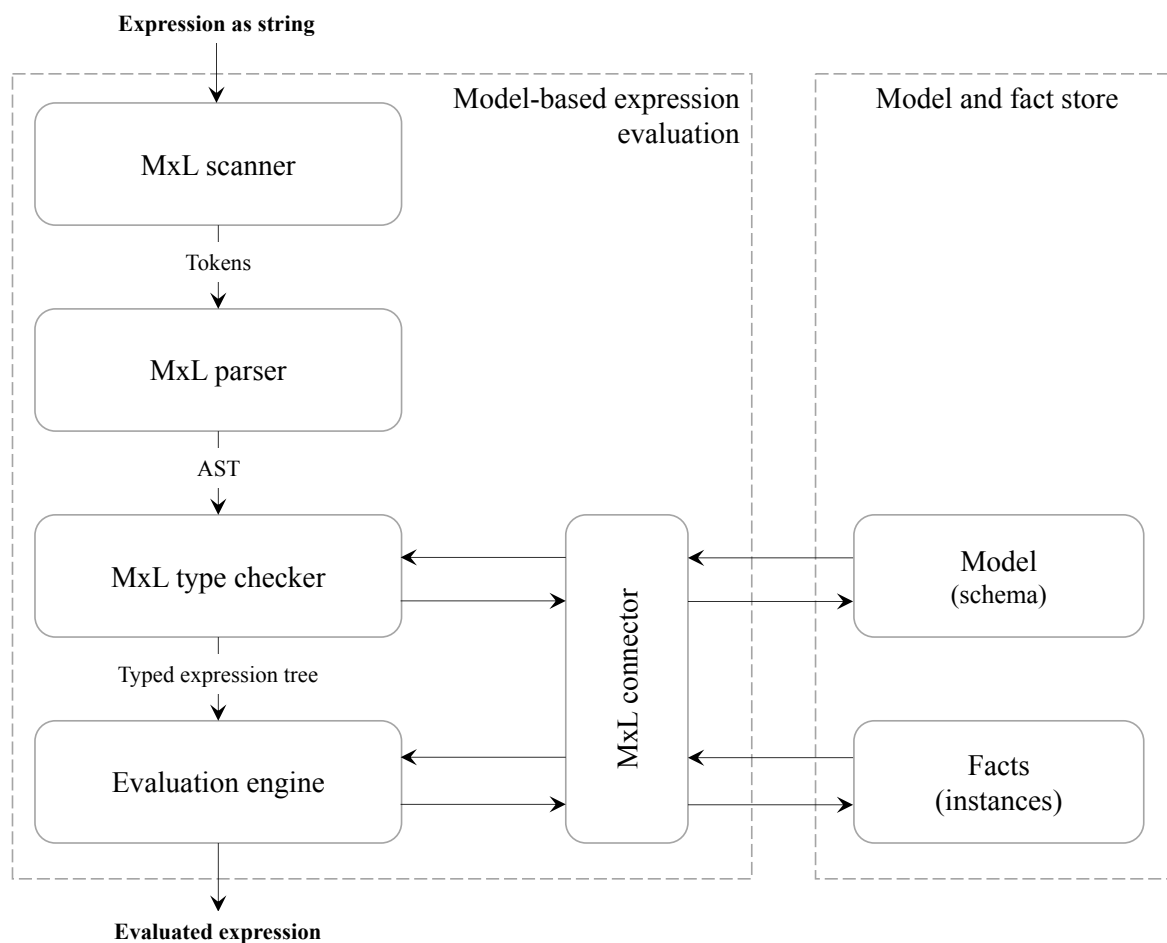 Expression as string
Model-based expression
evaluation
Model and fact store
MxL scanner
Tokens
MxL parser
AST
MxL type checker
MxL connector
Model
(schema)
Typed expression tree
Evaluation engine
Facts
(instances)
Evaluated expression